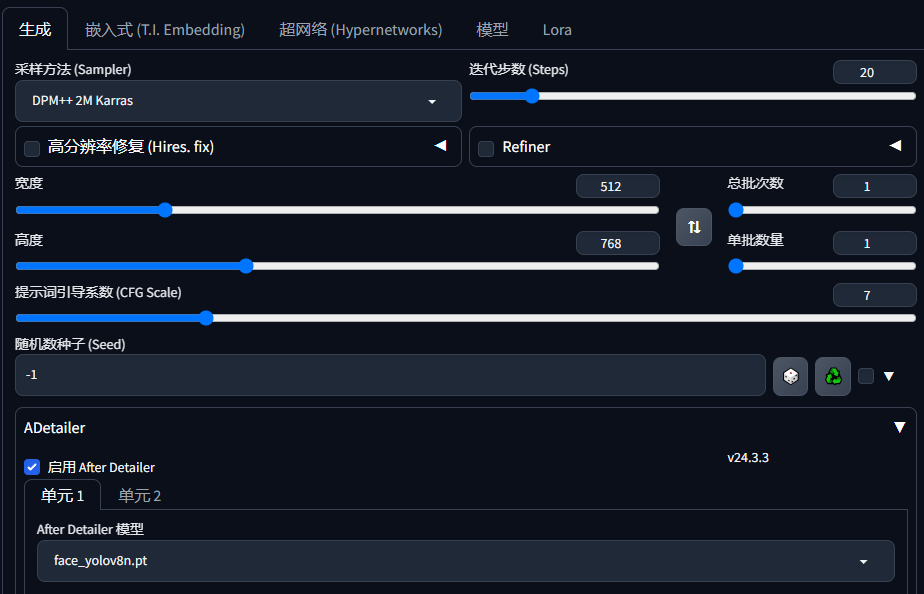 生成 嵌入式 (T.I. Embedding) 超网络 (Hypernetworks) 模型 Lora
采样方法 (Sampler) 迭代步数 (Steps) 20
DPM++ 2M Karras
高分辨率修复 (Hires. fix) Refiner
宽度 512 总批次数 1
高度 768 单批数量 1
提示词引导系数 (CFG Scale) 7
随机数种子 (Seed)
-1
ADetailer
启用 After Detailer v24.3.3
单元 1 单元 2
After Detailer 模型
face_yolov8n.pt